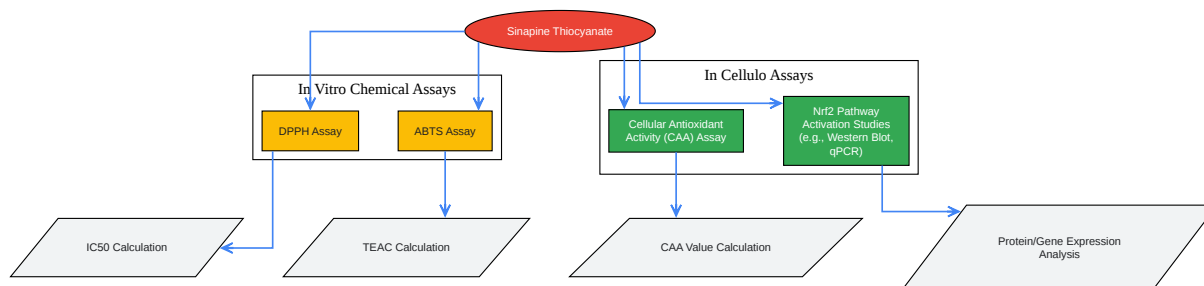 Sinapine Thiocyanate
In Vitro Chemical Assays
In Cellulo Assays
DPPH Assay
ABTS Assay
Cellular Antioxidant
Activity (CAA) Assay
Nrf2 Pathway
Activation Studies
(e.g., Western Blot,
qPCR)
IC50 Calculation
TEAC Calculation
CAA Value Calculation
Protein/Gene Expression
Analysis